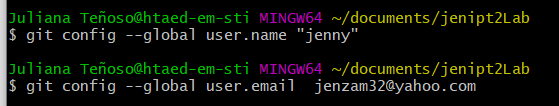 Juliana Teñoso@htaed-em-sti MINGW64 ~/documents/jenipt2Lab
$ git config --global user.name "jenny"
Juliana Teñoso@htaed-em-sti MINGW64 ~/documents/jenipt2Lab
$ git config --global user.email  jenzam32@yahoo.com